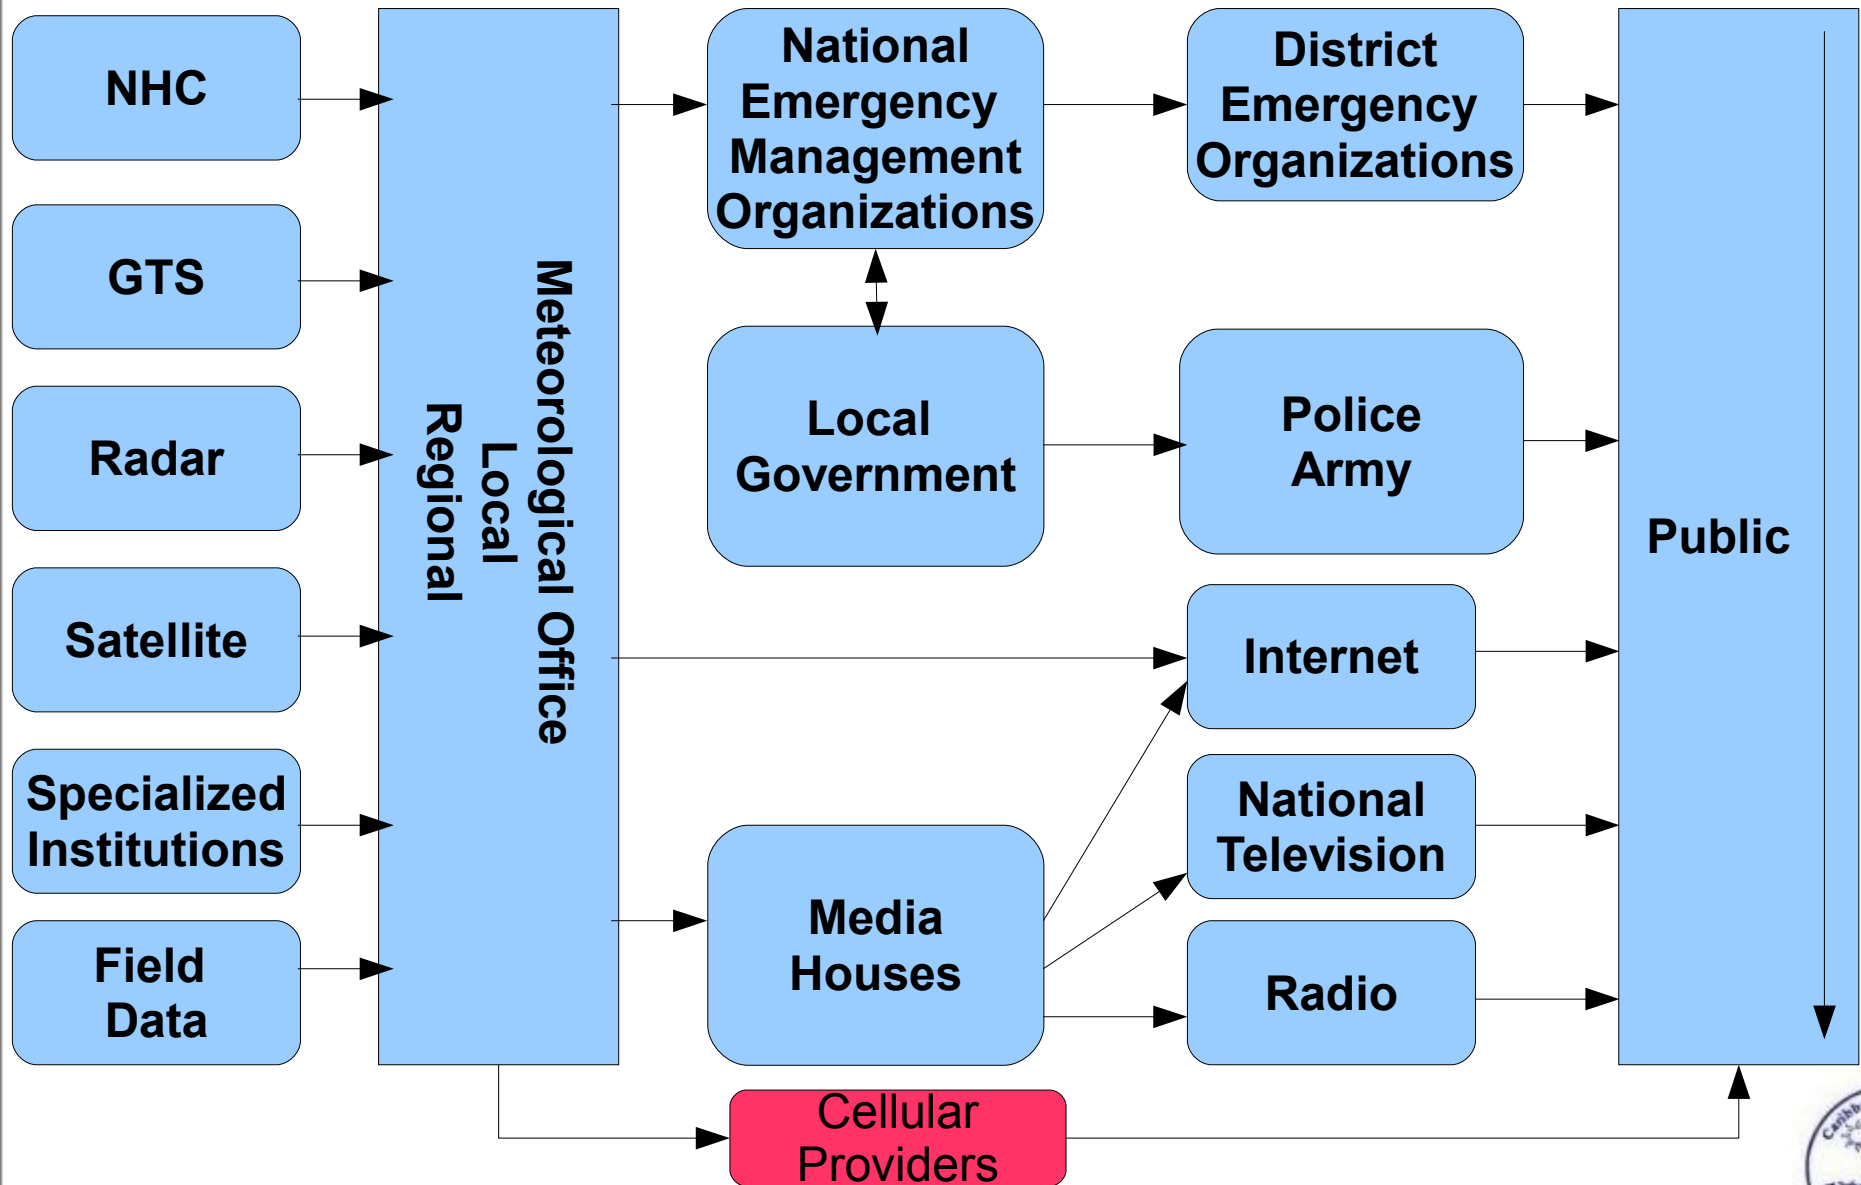 NHC
GTS
Radar
Satellite
Specialized
Institutions
Field
Data
Meteorological Office
Local
Regional
National
Emergency
Management
Organizations
District
Emergency
Organizations
Local
Government
Police
Army
Internet
National
Television
Media
Houses
Radio
Public
Cellular
Providers